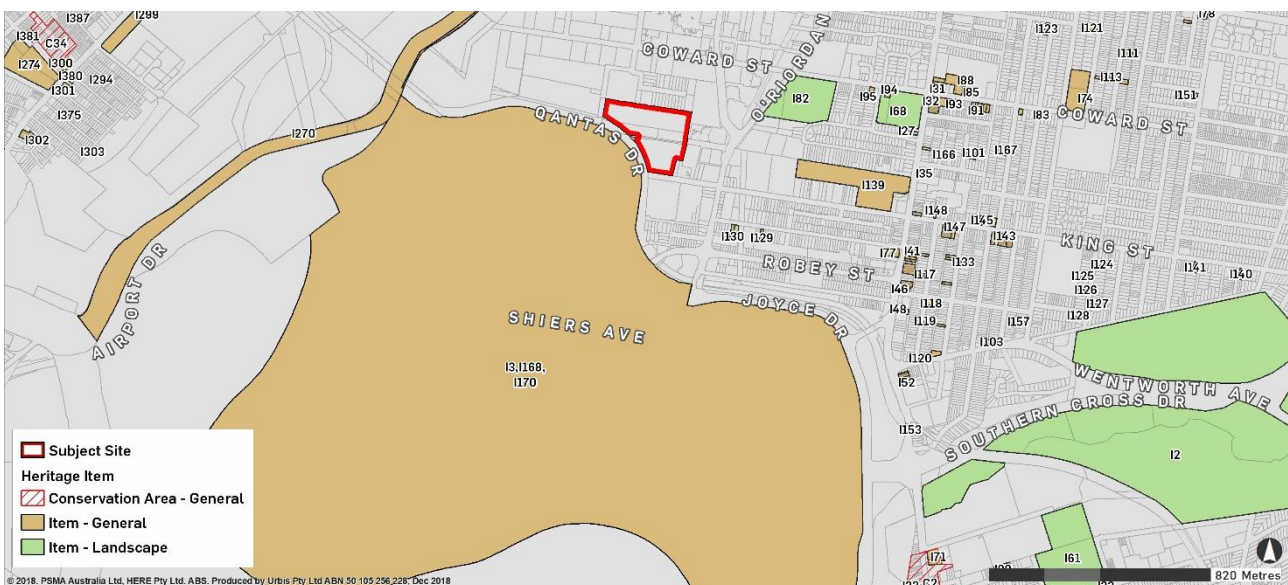 I387
I299
I178
I381
C34
I123
I121
COWARD ST
O'RIORDAN
I111
I274
I300
I380
I294
I301
I88
I113
I82
I95
I94
I31
I85
I74
I151
I375
I68
I32
I93
I91
I83
COWARD ST
I302
I303
I270
QANTAS DR
I27
I166
I101
I167
I139
I35
I148
I145
I147
I143
I130
I129
I77
I41
KING ST
ROBEY ST
I133
I124
I141
I140
I117
I125
AIRPORT DR
I46
I126
JOYCE DR
I48
I118
I127
SHIERS AVE
I119
I157
I128
I103
I3,I168,
I170
I120
I52
WENTWORTH AVE
SOUTHERN CROSS DR
I153
I2
Subject Site
Heritage Item
Conservation Area - General
Item - General
Item - Landscape
I71
I61
© 2018. PSMA Australia Ltd, HERE Pty Ltd. ABS. Produced by Urbis Pty Ltd ABN 50 105 256 228, Dec 2018
820 Metres